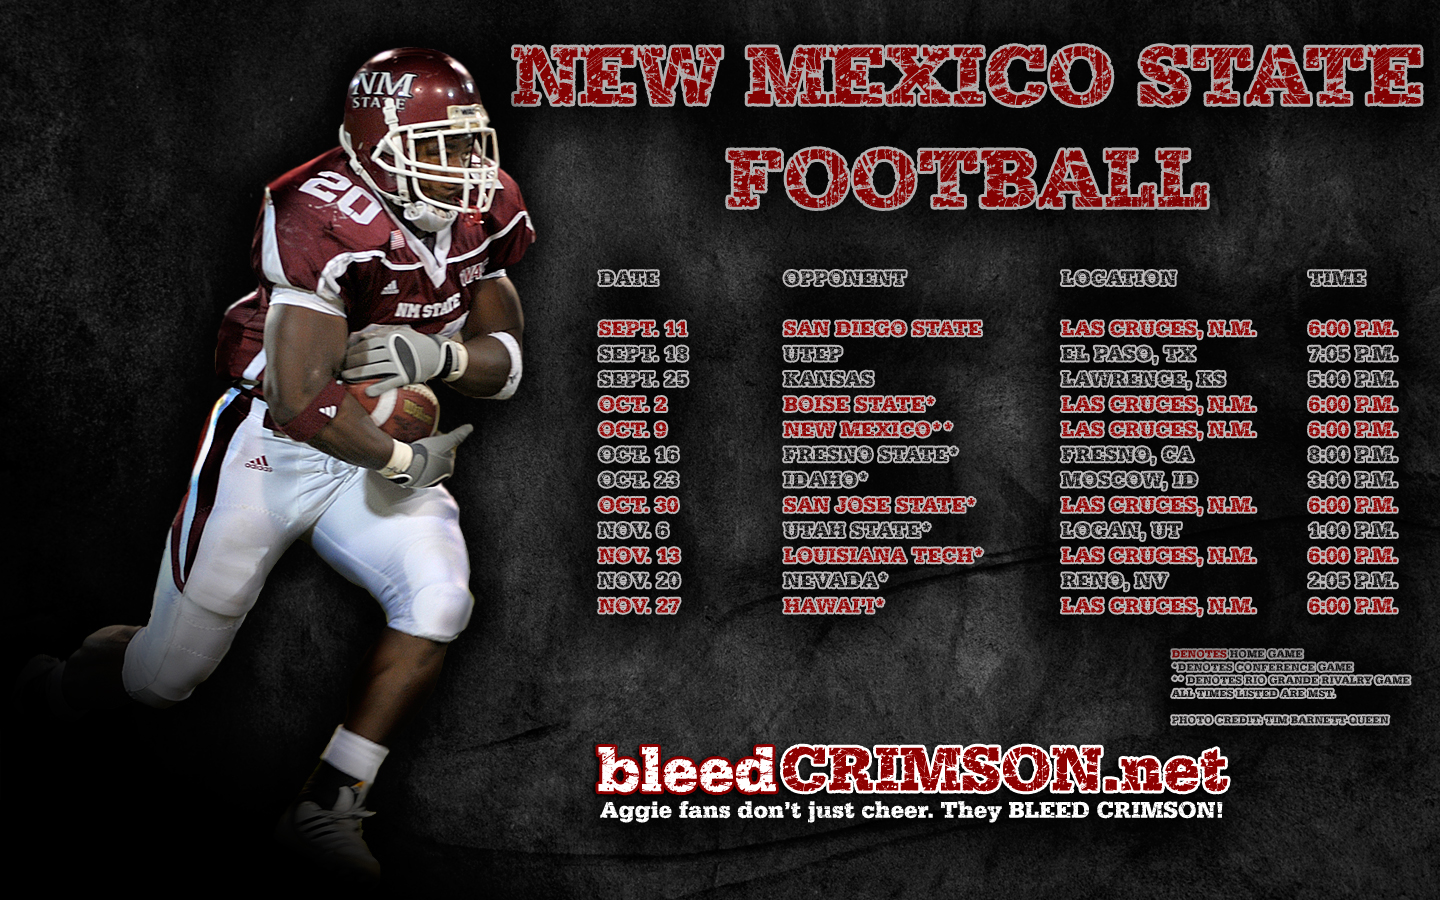 NEW MEXICO STATE
FOOTBALL
NM
STATE
20
NM STATE
adidas
DATE OPPONENT LOCATION TIME
SEPT. 11 SAN DIEGO STATE LAS CRUCES, N.M. 6:00 P.M.
SEPT. 18 UTEP EL PASO, TX 7:05 P.M.
SEPT. 25 KANSAS LAWRENCE, KS 5:00 P.M.
OCT. 2 BOISE STATE* LAS CRUCES, N.M. 6:00 P.M.
OCT. 9 NEW MEXICO** LAS CRUCES, N.M. 6:00 P.M.
OCT. 16 FRESNO STATE* FRESNO, CA 8:00 P.M.
OCT. 23 IDAHO* MOSCOW, ID 3:00 P.M.
OCT. 30 SAN JOSE STATE* LAS CRUCES, N.M. 6:00 P.M.
NOV. 6 UTAH STATE* LOGAN, UT 1:00 P.M.
NOV. 13 LOUISIANA TECH* LAS CRUCES, N.M. 6:00 P.M.
NOV. 20 NEVADA* RENO, NV 2:05 P.M.
NOV. 27 HAWAI'I* LAS CRUCES, N.M. 6:00 P.M.
DENOTES HOME GAME
*DENOTES CONFERENCE GAME
** DENOTES RIO GRANDE RIVALRY GAME
ALL TIMES LISTED ARE MST.
PHOTO CREDIT: TIM BARNETT-QUEEN
bleedCRIMSON.net
Aggie fans don't just cheer. They BLEED CRIMSON!